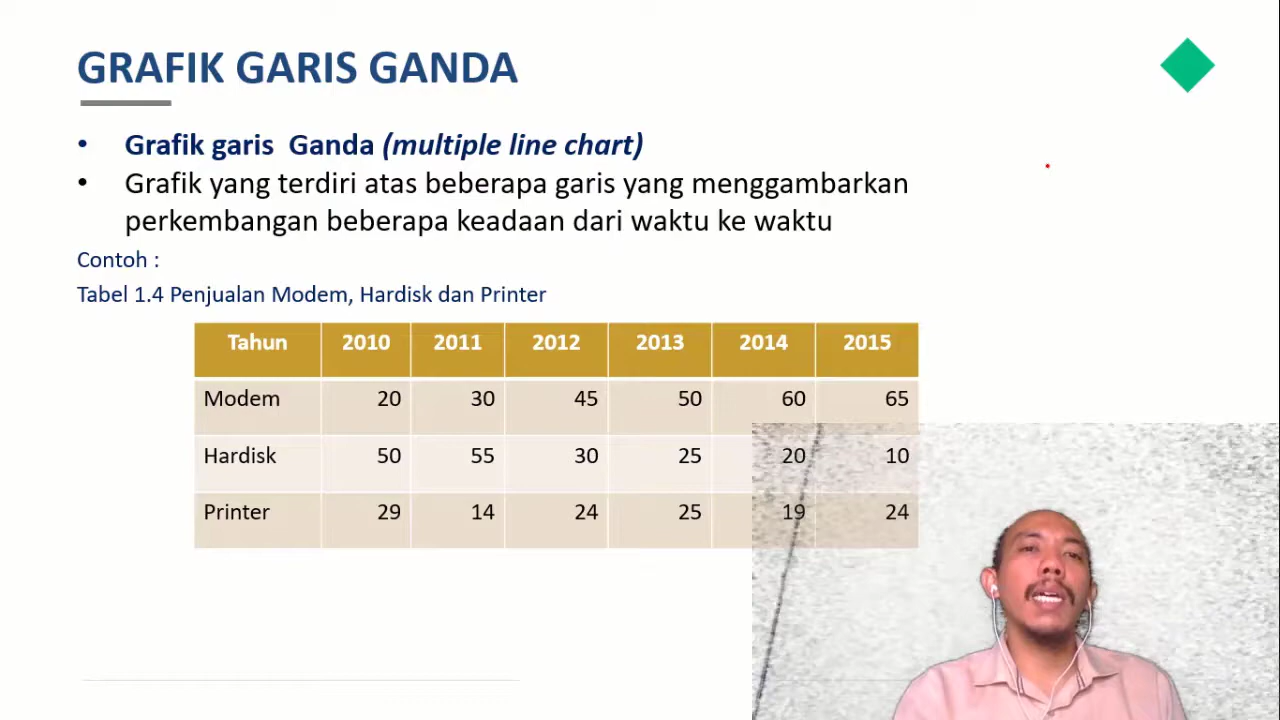 GRAFIK GARIS GANDA
• Grafik garis Ganda (multiple line chart)
• Grafik yang terdiri atas beberapa garis yang menggambarkan
perkembangan beberapa keadaan dari waktu ke waktu
Contoh :
Tabel 1.4 Penjualan Modem, Hardisk dan Printer
Tahun 2010 2011 2012 2013 2014 2015
Modem 20 30 45 50 60 65
Hardisk 50 55 30 25 20 10
Printer 29 14 24 25 19 24